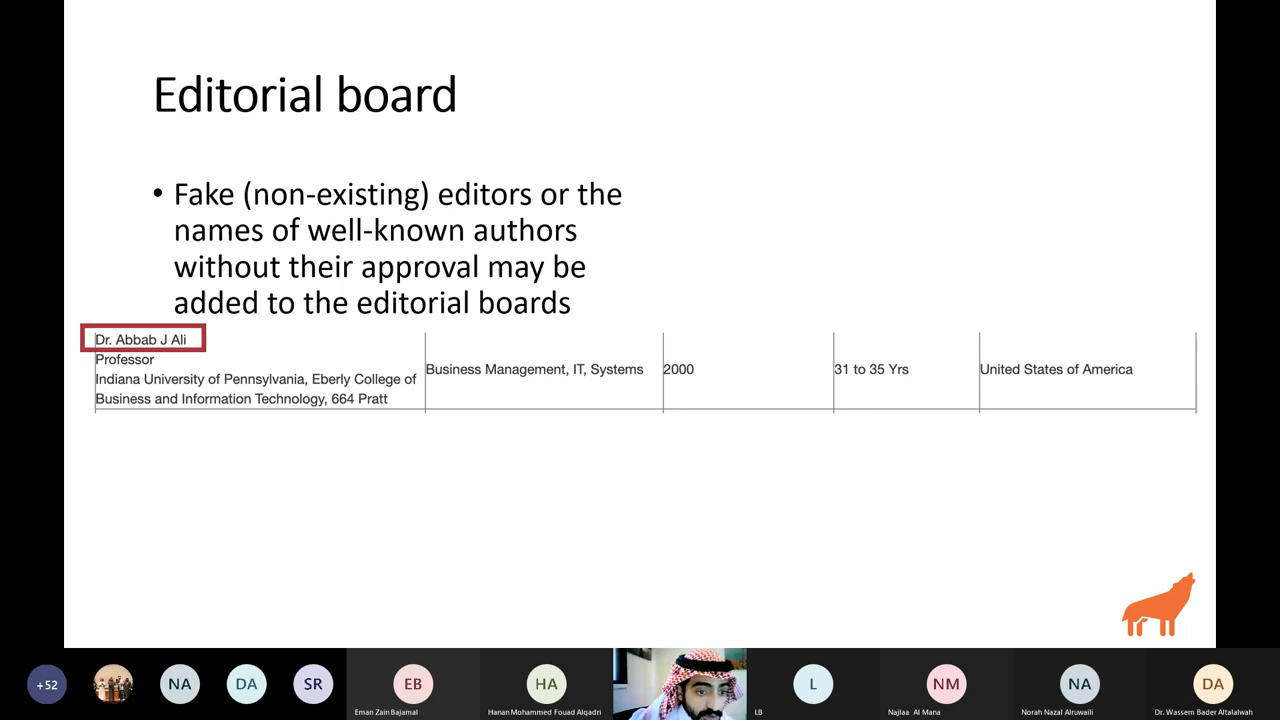 Editorial board
• Fake (non-existing) editors or the
names of well-known authors
without their approval may be
added to the editorial boards
Dr. Abbab J Ali
Professor
Indiana University of Pennsylvania, Eberly College of
Business and Information Technology, 664 Pratt
Business Management, IT, Systems
2000
31 to 35 Yrs
United States of America
+52
NA
DA
SR
EB
HA
L
NM
NA
DA
Eman Zain Bajamal
Hanan Mohammed Fouad Alqadri
LB
Najlaa Al Mana
Norah Nazal Alruwaili
Dr. Wassem Bader Altalalwah